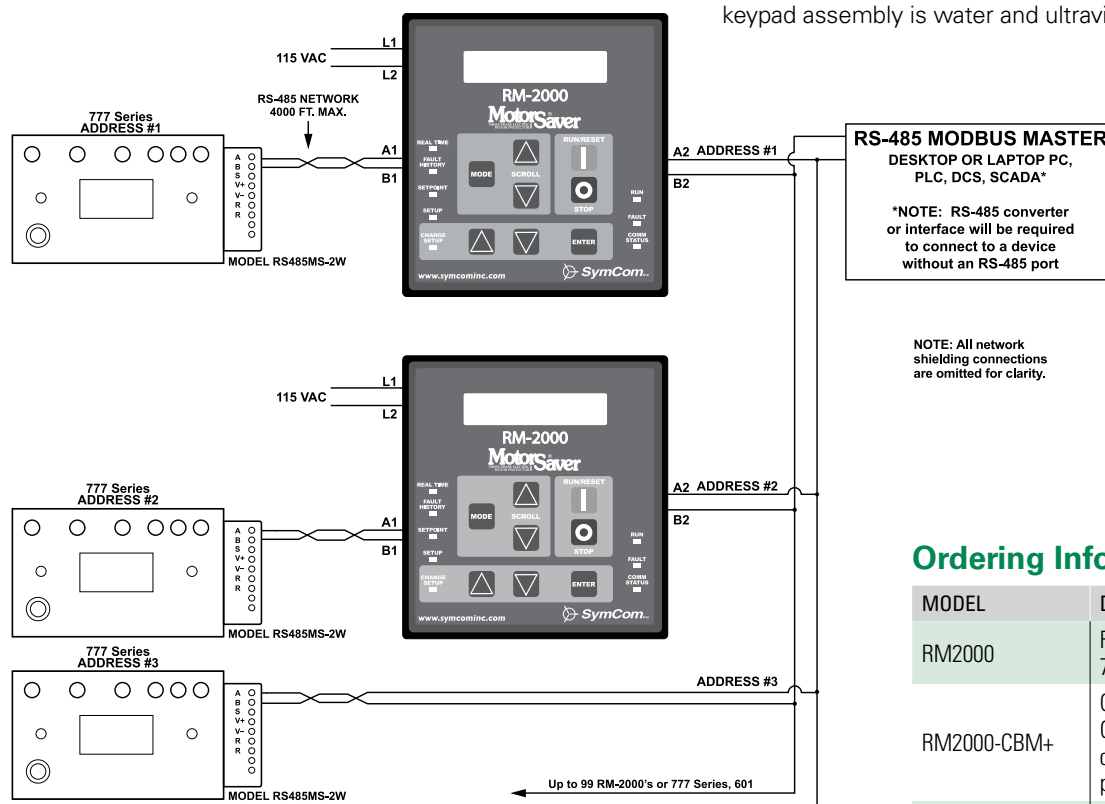 keypad assembly is water and
115 VAC
L1
L2
RS-485 NETWORK
4000 FT. MAX.
777 Series
ADDRESS #1
A
B
S
V+
V–
R
R
MODEL RS485MS-2W
A1
B1
RM-2000
MotorSaver
REAL TIME
FAULT
HISTORY
SETPOINT
SETUP
CHANGE
SETUP
MODE
SCROLL
RUN/RESET
STOP
RUN
FAULT
COMM
STATUS
ENTER
www.symcominc.com
SymCom
A2 ADDRESS #1
B2
RS-485 MODBUS MASTER
DESKTOP OR LAPTOP PC,
PLC, DCS, SCADA*
*NOTE: RS-485 converter
or interface will be required
to connect to a device
without an RS-485 port
NOTE: All network
shielding connections
are omitted for clarity.
115 VAC
L1
L2
777 Series
ADDRESS #2
A
B
S
V+
V–
R
R
MODEL RS485MS-2W
A1
B1
RM-2000
MotorSaver
REAL TIME
FAULT
HISTORY
SETPOINT
SETUP
CHANGE
SETUP
MODE
SCROLL
RUN/RESET
STOP
RUN
FAULT
COMM
STATUS
ENTER
www.symcominc.com
SymCom
A2 ADDRESS #2
B2
777 Series
ADDRESS #3
A
B
S
V+
V–
R
R
MODEL RS485MS-2W
ADDRESS #3
Up to 99 RM-2000's or 777 Series, 601
Ordering
MODEL
RM2000
RM2000-CBM+